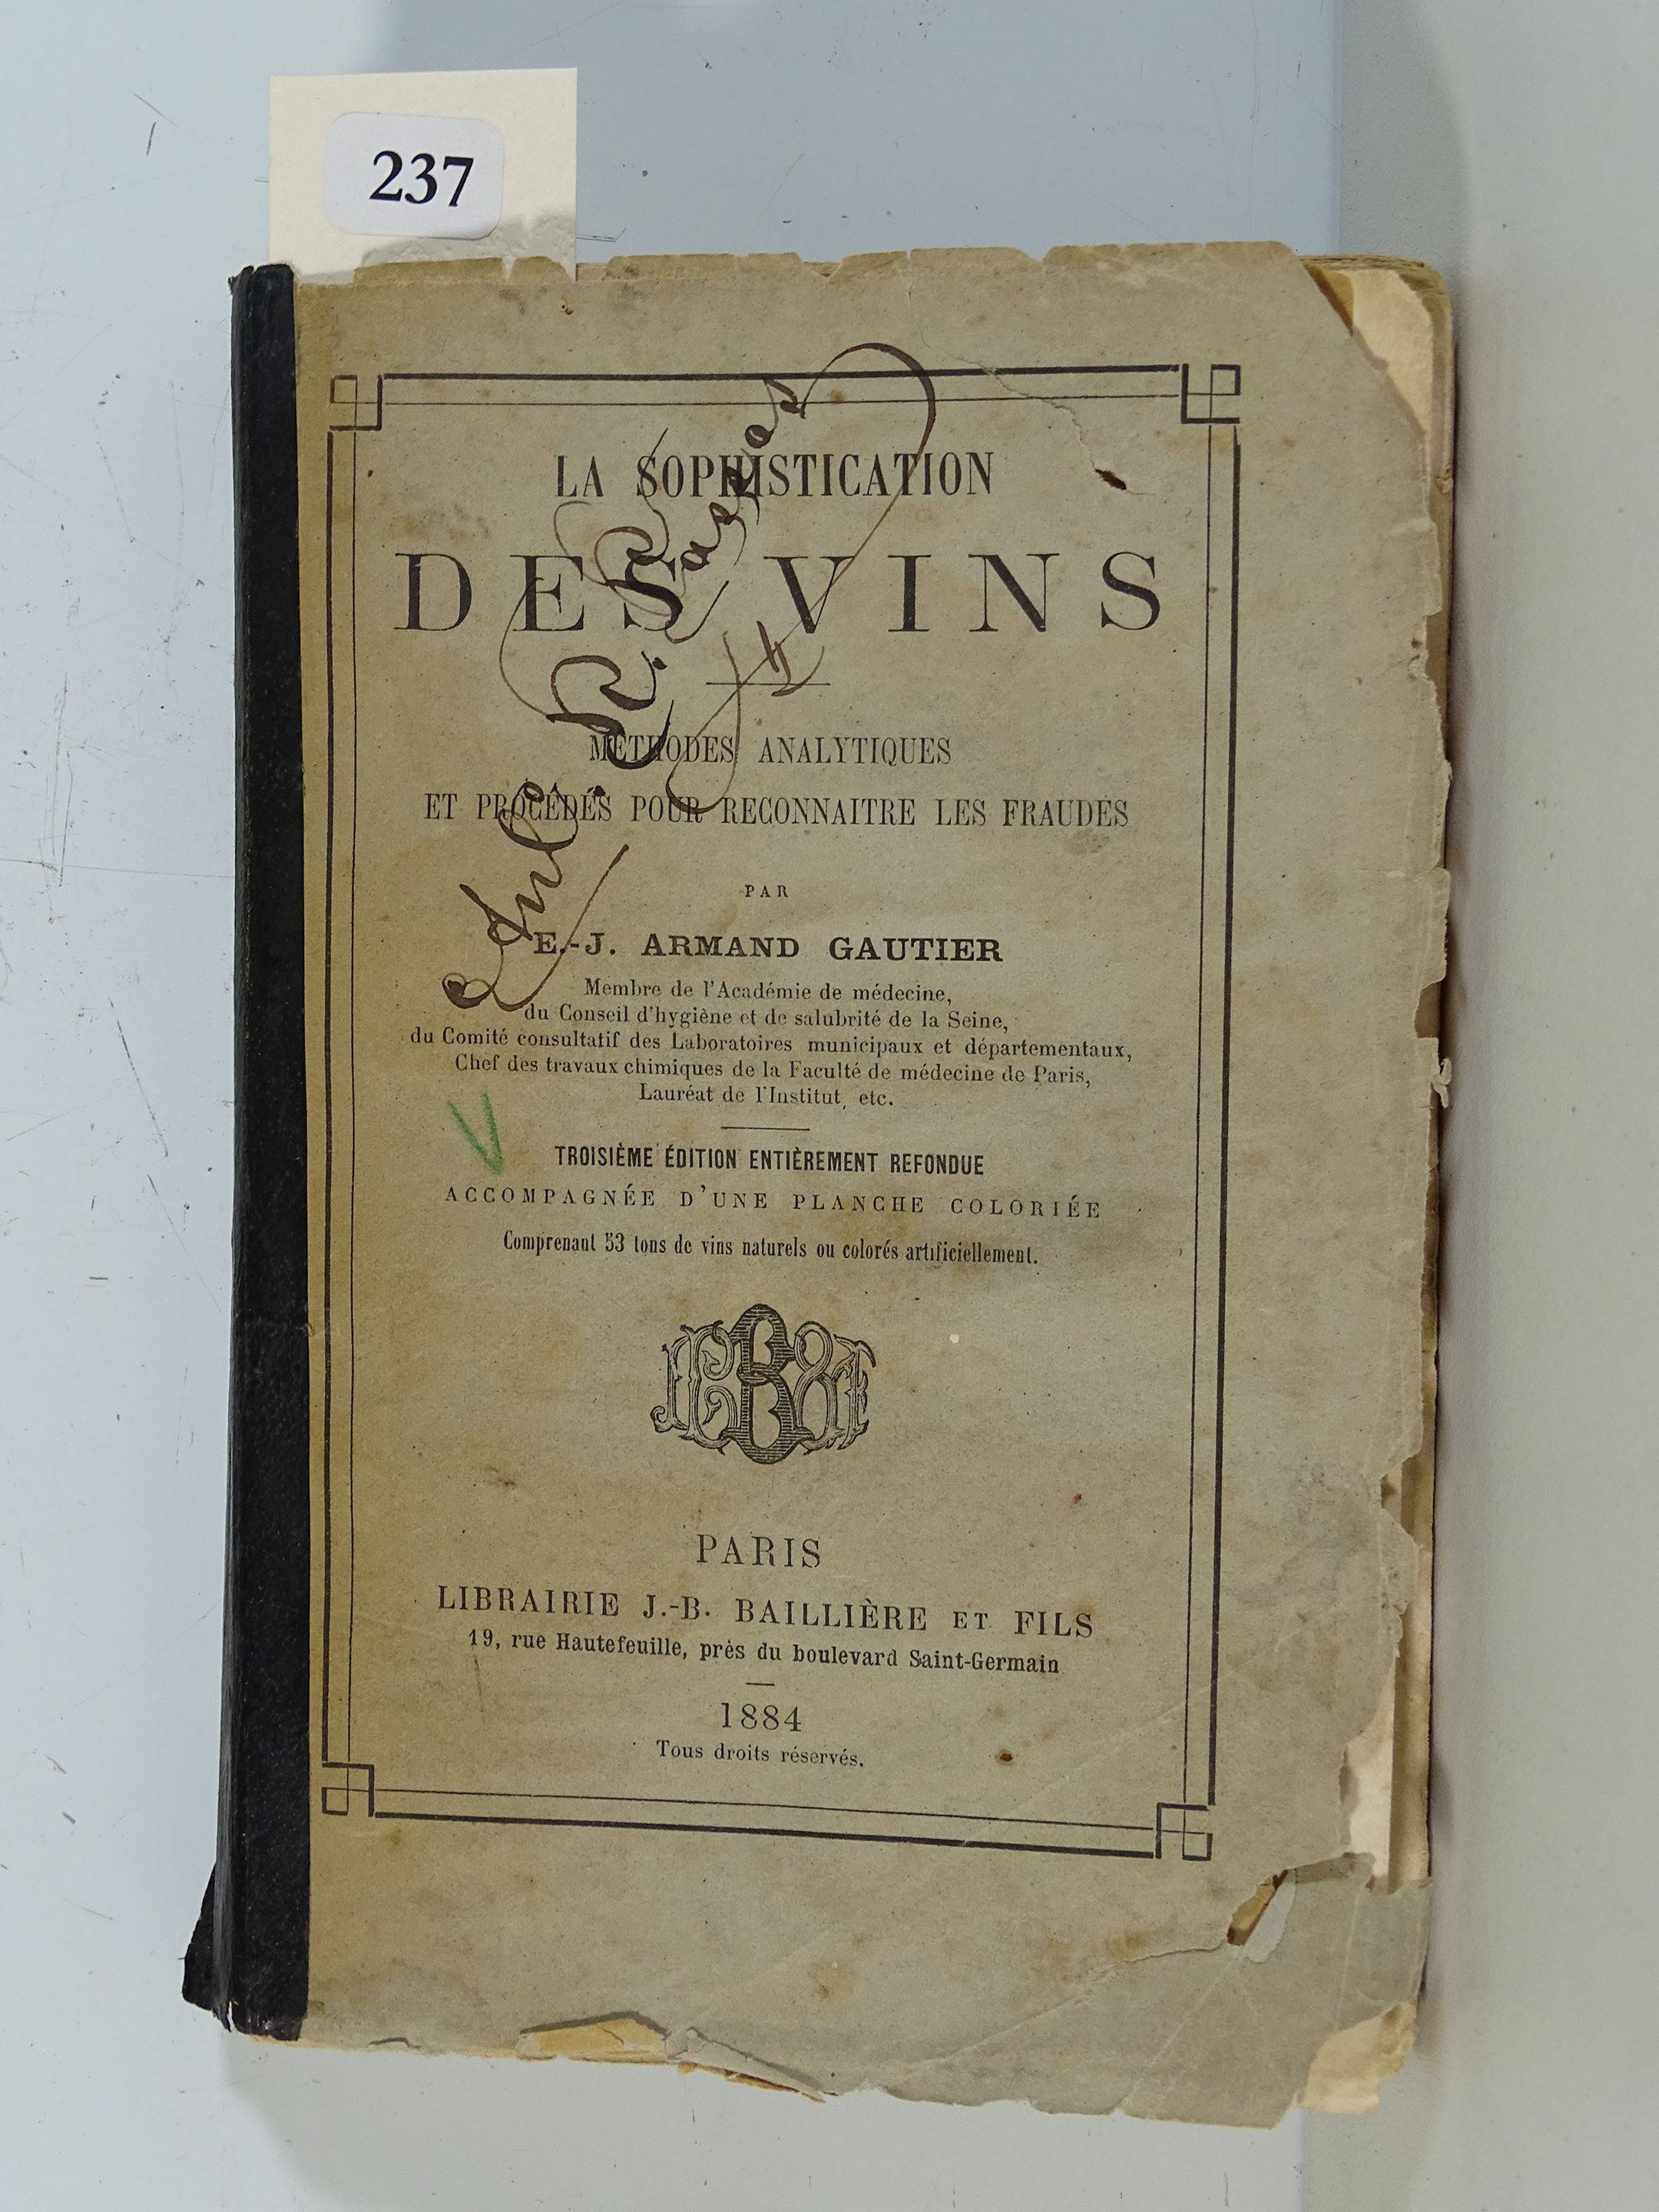 237
LA SOPHISTICATION
DES VINS
MÉTHODES ANALYTIQUES
ET PROCÉDÉS POUR RECONNAITRE LES FRAUDES
PAR
E.-J. ARMAND GAUTIER
Membre de l'Académie de médecine,
du Conseil d'hygiène et de salubrité de la Seine,
du Comité consultatif des Laboratoires municipaux et départementaux,
Chef des travaux chimiques de la Faculté de médecine de Paris,
Lauréat de l'Institut, etc.
TROISIÈME ÉDITION ENTIÈREMENT REFONDUE
ACCOMPAGNÉE D'UNE PLANCHE COLORIÉE
Comprenant 53 tons de vins naturels ou colorés artificiellement.
PARIS
LIBRAIRIE J.-B. BAILLIÈRE ET FILS
19, rue Hautefeuille, près du boulevard Saint-Germain
1884
Tous droits réservés.